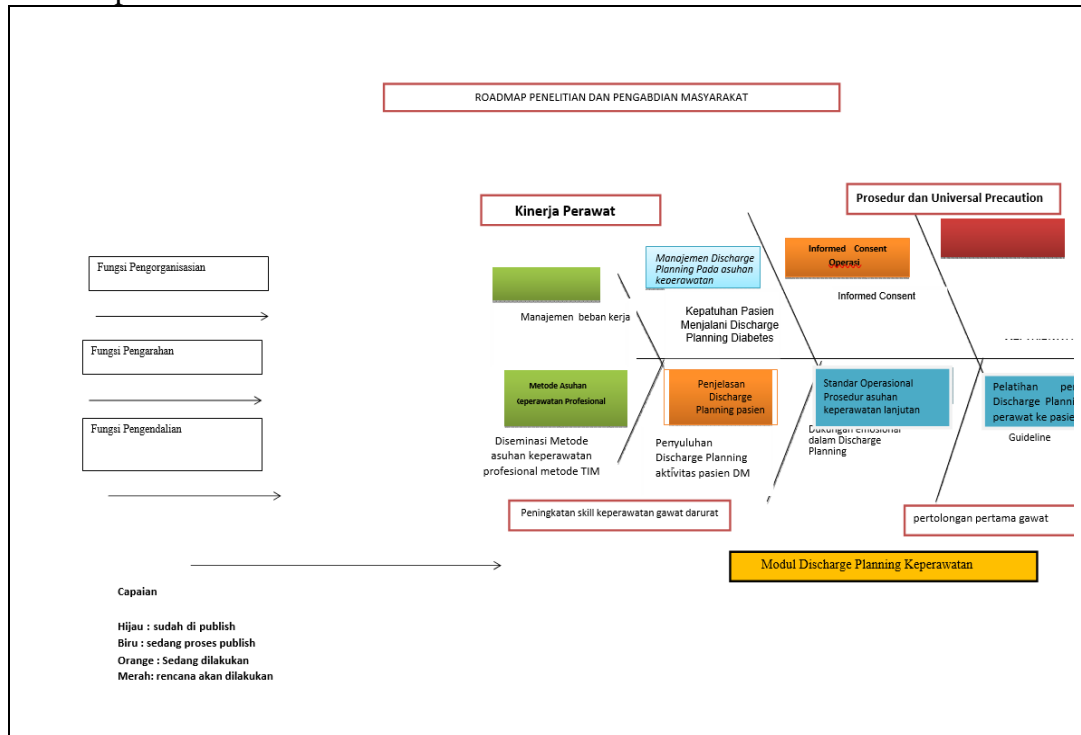 ROADMAP PENELITIAN DAN PENGABDIAN MASYARAKAT
Kinerja Perawat
Prosedur dan Universal Precaution
Fungsi Pengorganisasian
Fungsi Pengarahan
Fungsi Pengendalian
Manajemen Discharge
Planning Pada asuhan
keperawatan
Informed Consent
Operasi
Informed Consent
Manajemen beban kerja
Kepatuhan Pasien
Menjalani Discharge
Planning Diabetes
Metode Asuhan
(eperawatan Profesional
Penjelasan
Discharge
Planning pasien
Standar Operasional
Prosedur asuhan
keperawatan lanjutan
Pelatihan
Discharge
perawat ke
Guideline
Diseminasi Metode
asuhan keperawatan
profesional metode TIM
Penyuluhan
Discharge Planning
aktivitas pasien DM
Dukungan emosional
dalam Discharge
Planning
Peningkatan skill keperawatan gawat darurat
pertolongan pertama gawat
Modul Discharge Planning Keperawatan
Capaian
Hijau : sudah di publish
Biru : sedang proses publish
Orange : Sedang dilakukan
Merah: rencana akan dilakukan